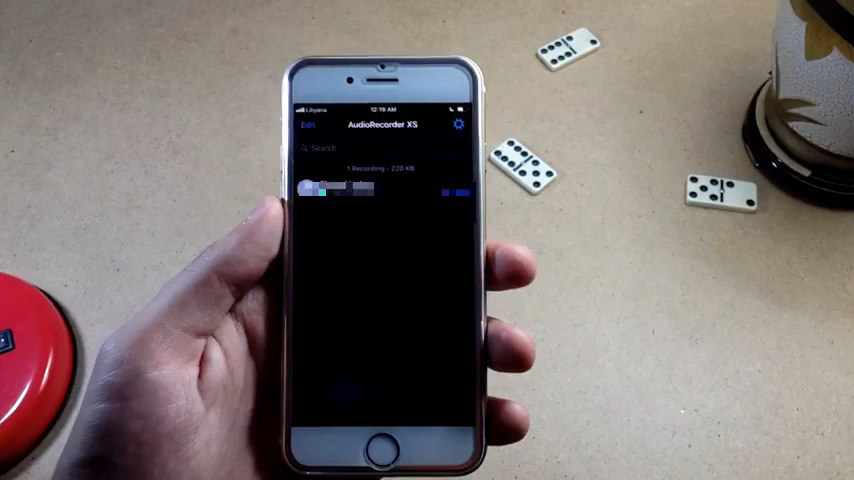 Libyana 12:19 AM
Edit AudioRecorder XS
Search
1 Recording - 220 KB